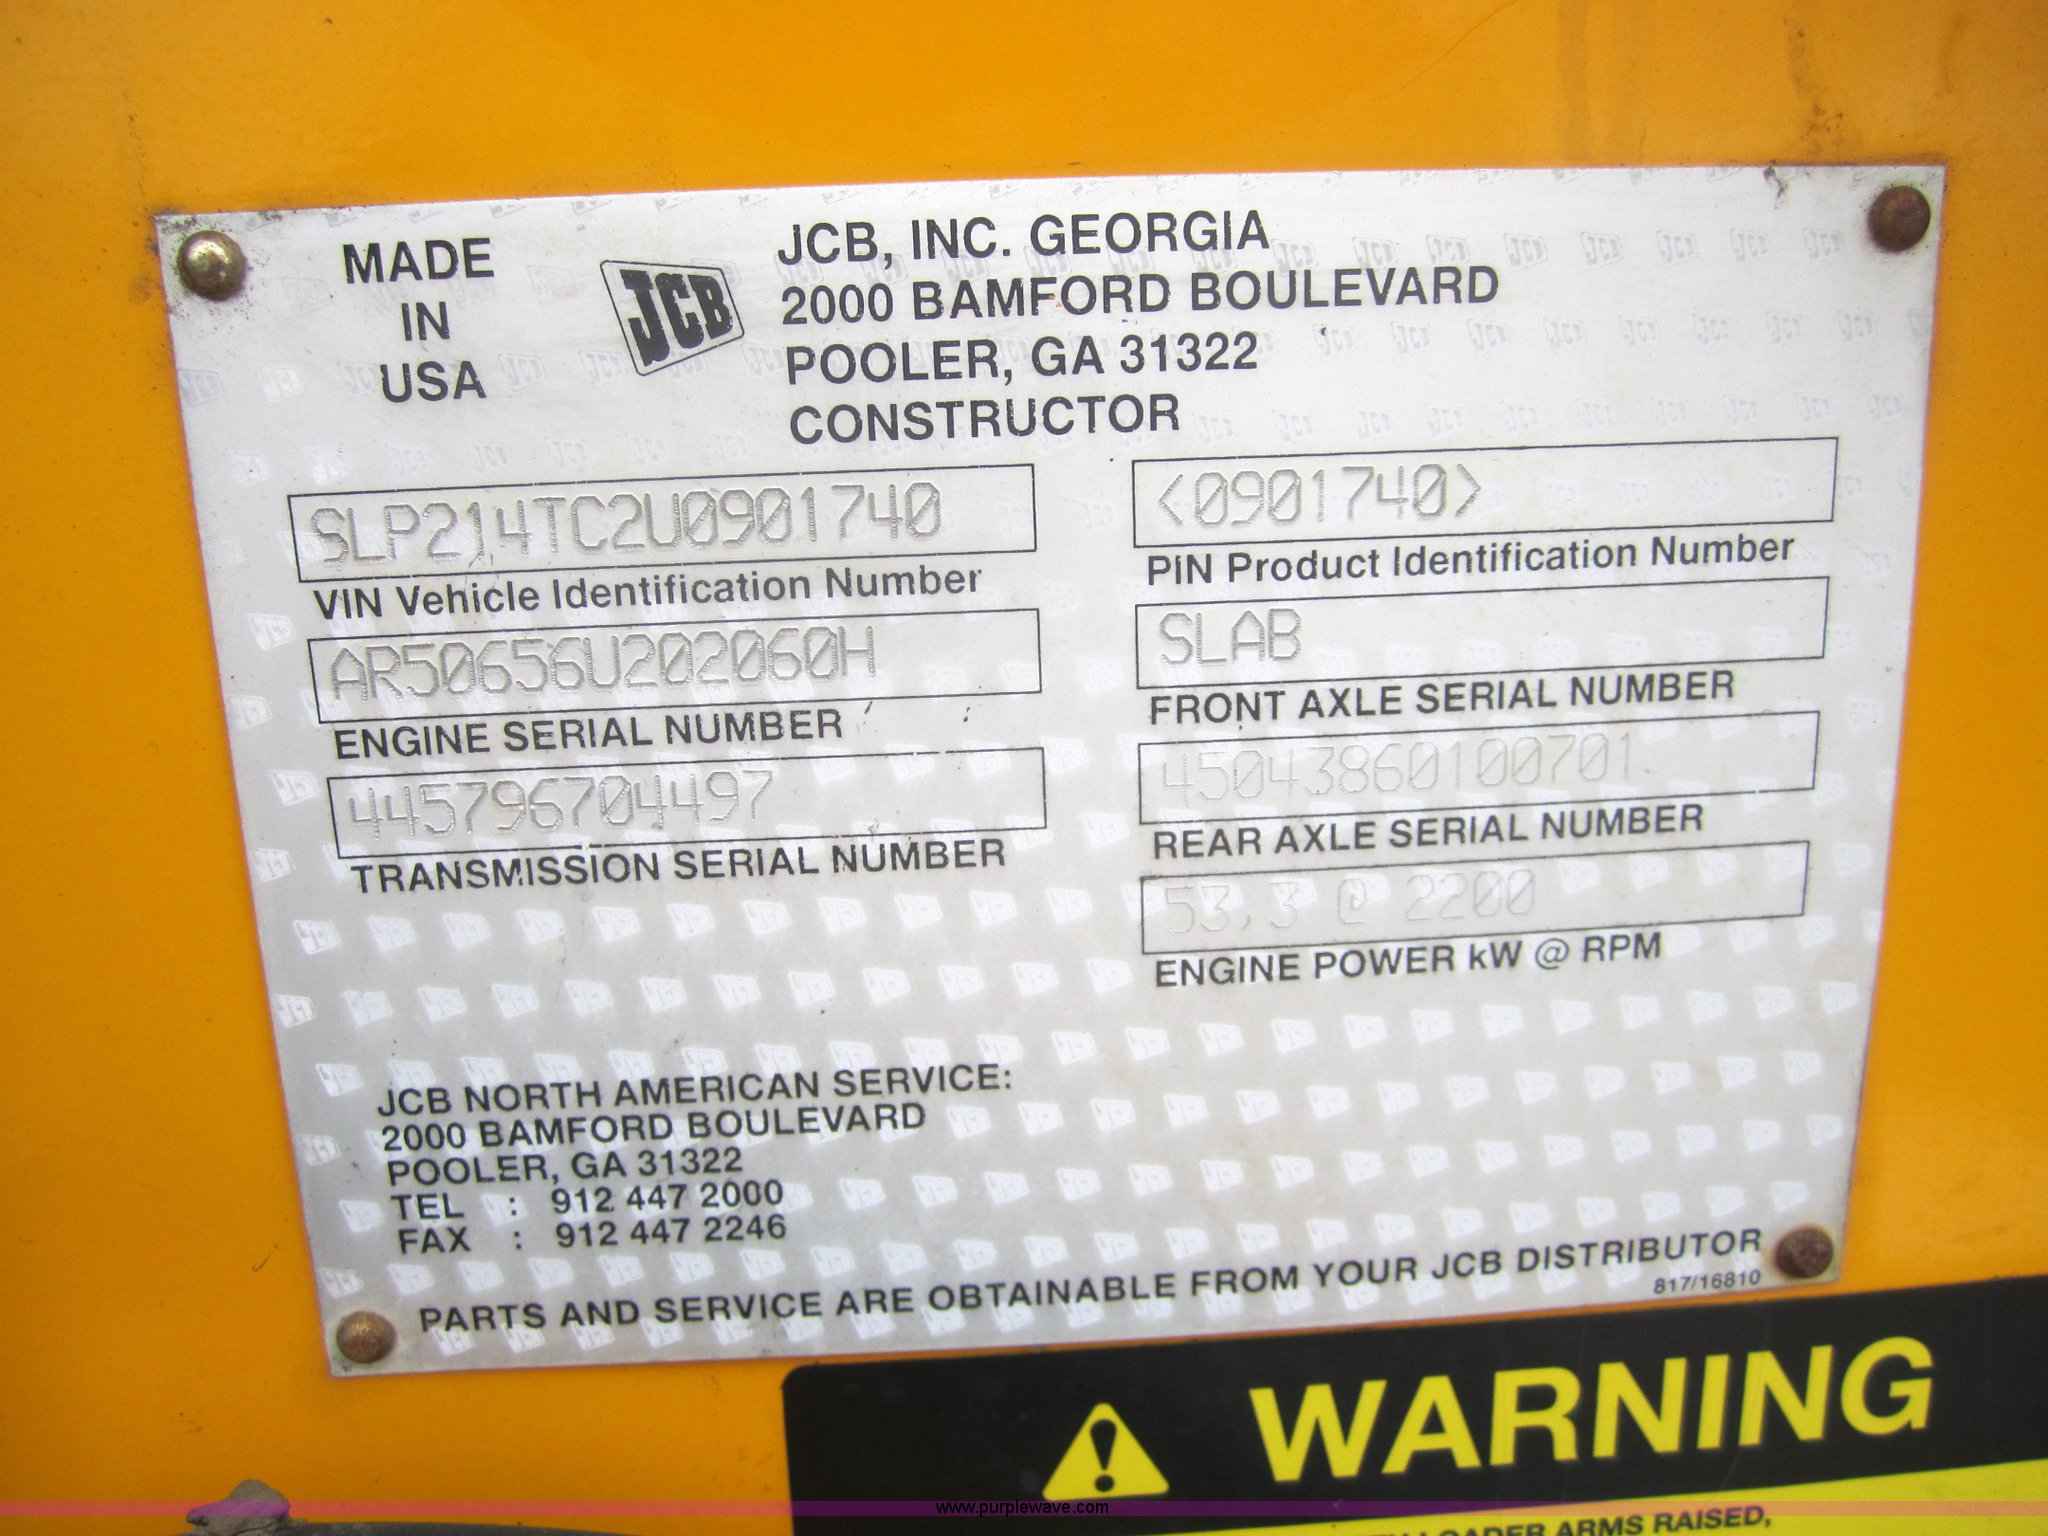 MADE
IN
USA
JCB
JCB, INC. GEORGIA
2000 BAMFORD BOULEVARD
POOLER, GA 31322
CONSTRUCTOR
SLP214TC2U0901740
VIN Vehicle Identification Number
AR50656U202060H
ENGINE SERIAL NUMBER
445796704497
TRANSMISSION SERIAL NUMBER
<0901740>
PIN Product Identification Number
SLAB
FRONT AXLE SERIAL NUMBER
45043860100701
REAR AXLE SERIAL NUMBER
53,3 @ 2200
ENGINE POWER kW @ RPM
JCB NORTH AMERICAN SERVICE:
2000 BAMFORD BOULEVARD
POOLER, GA 31322
TEL : 912 447 2000
FAX : 912 447 2246
PARTS AND SERVICE ARE OBTAINABLE FROM YOUR JCB DISTRIBUTOR
817/16810
WARNING
www.purplewave.com
LOADER ARMS RAISED,